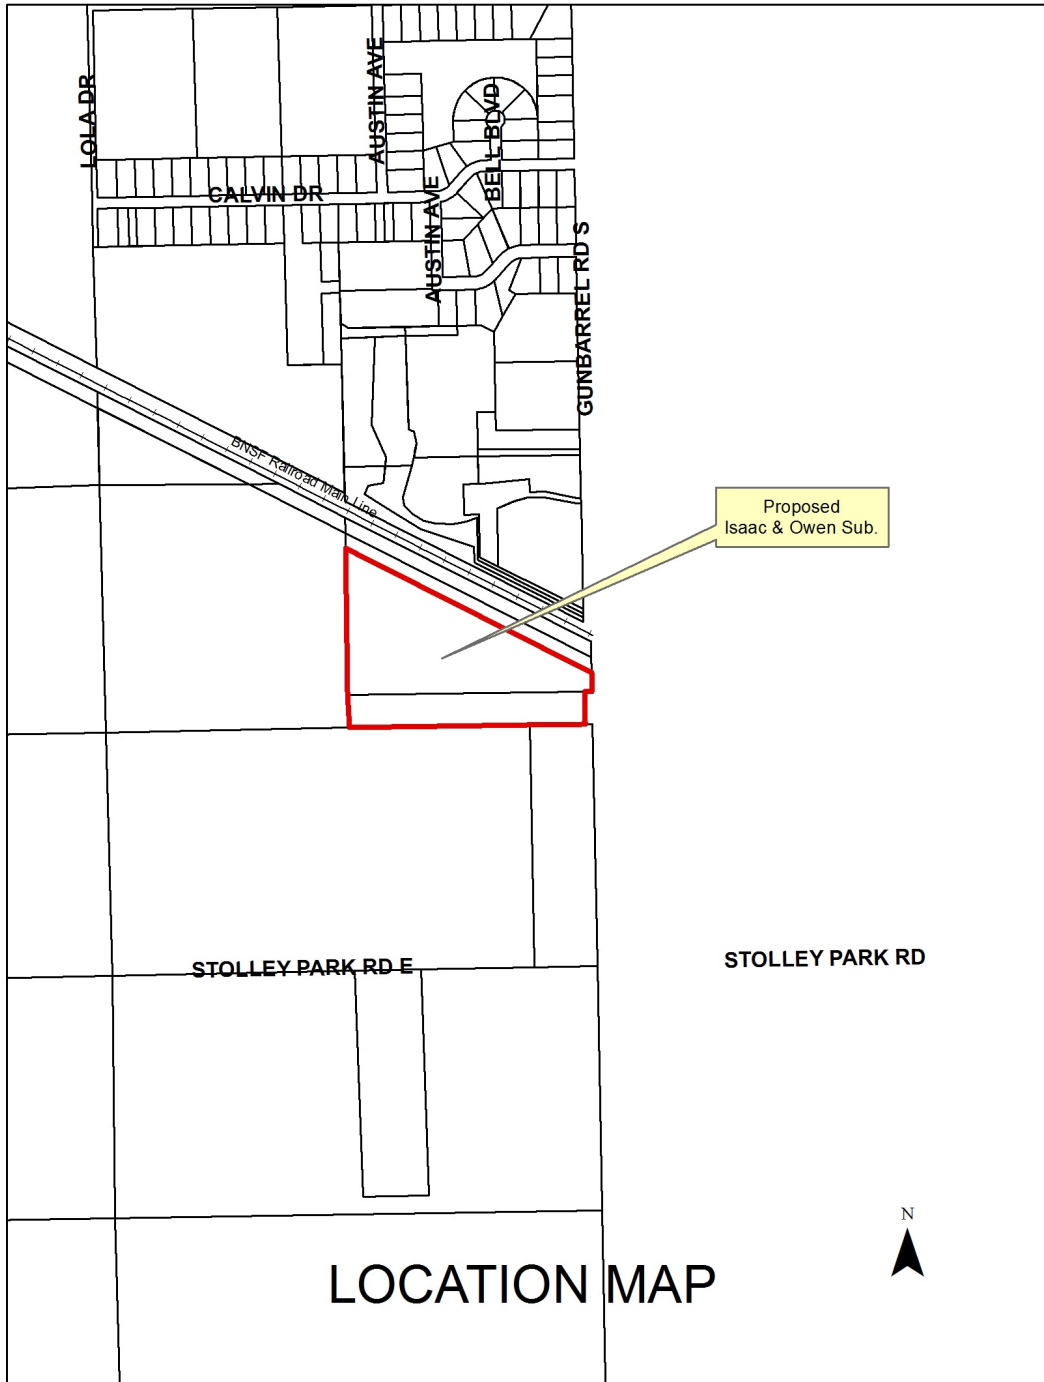 LOLA DR
AUSTIN AVE
BELL BLVD
CALVIN DR
AUSTIN AVE
GUNBARREL RD S
BNSF Railroad Main Line
Proposed
Isaac & Owen Sub.
STOLLEY PARK RD E
STOLLEY PARK RD
N
LOCATION MAP